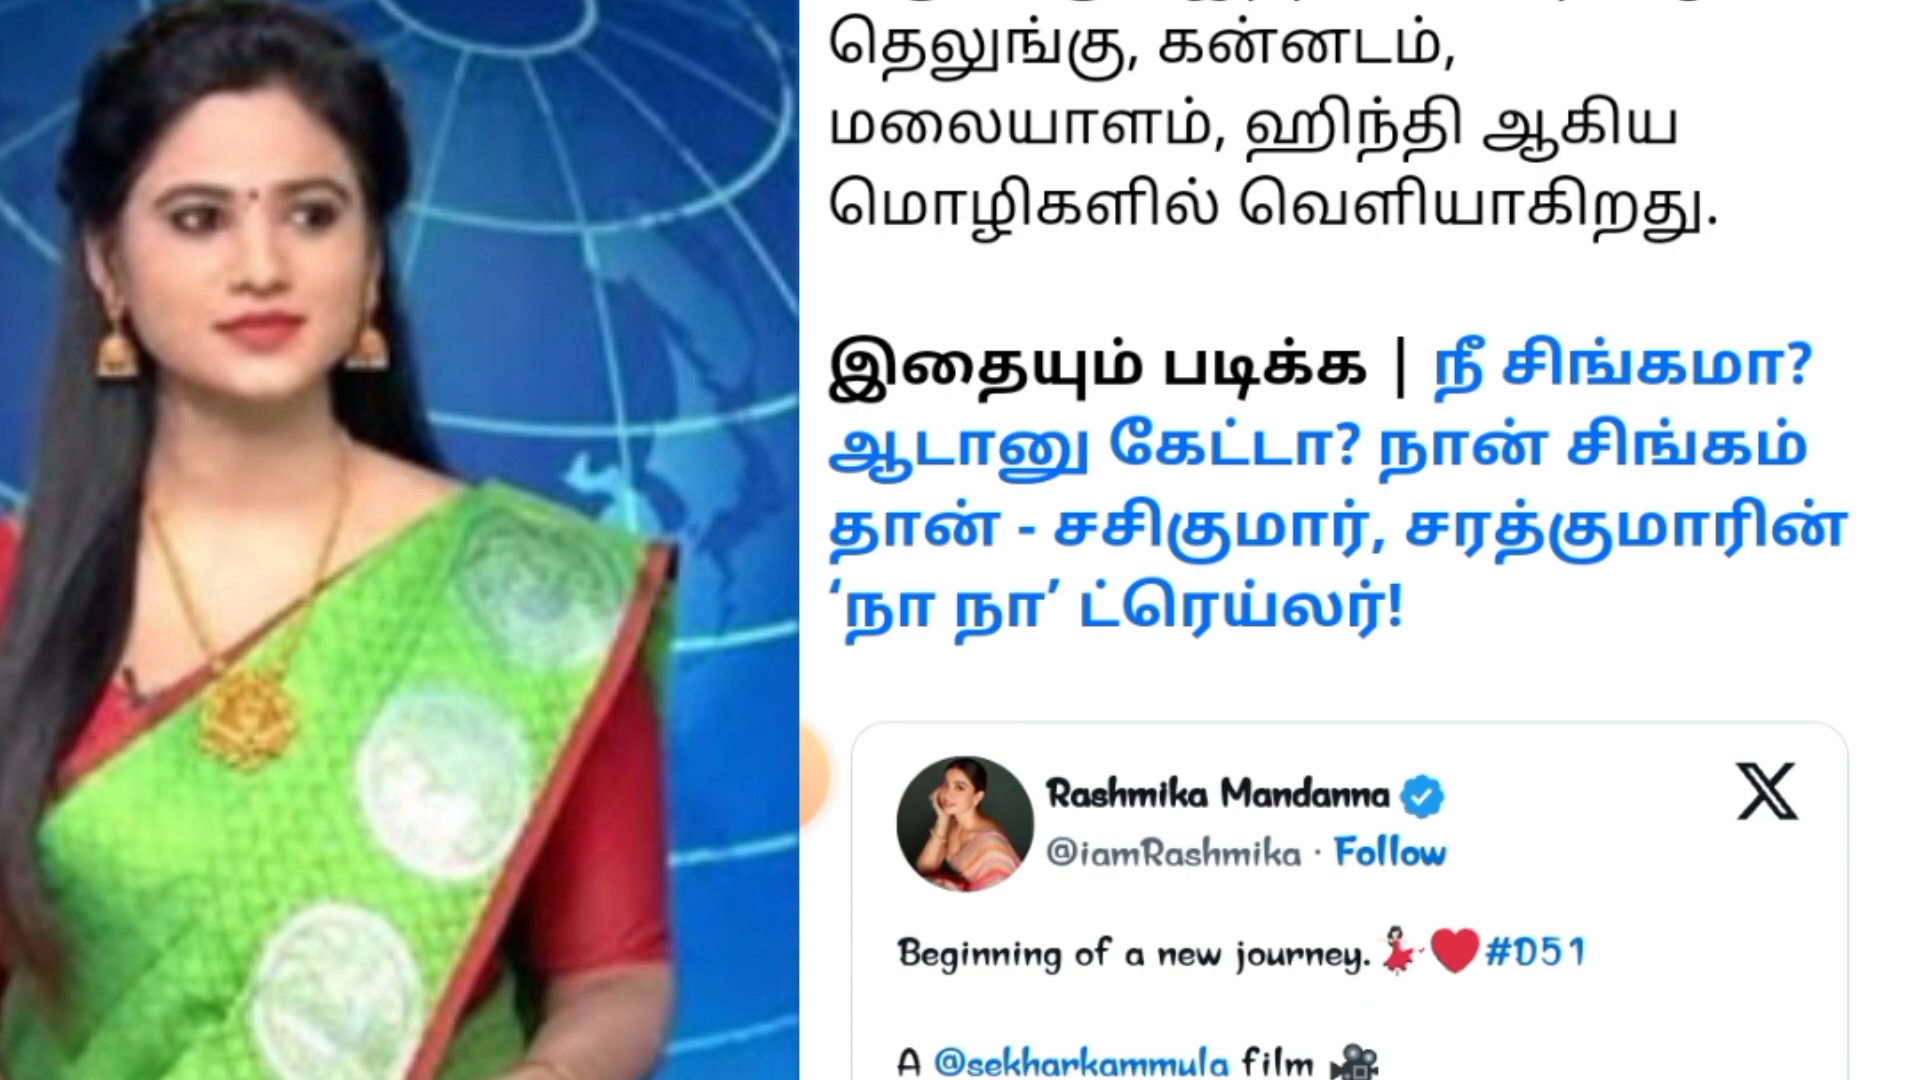 தெலுங்கு, கன்னடம்,
மலையாளம், ஹிந்தி ஆகிய
மொழிகளில் வெளியாகிறது.
இதையும் படிக்க | நீ சிங்கமா?
ஆடானு கேட்டா? நான் சிங்கம்
தான் - சசிகுமார், சரத்குமாரின்
‘நா நா’ ட்ரெய்லர்!
Rashmika Mandanna
@iamRashmika · Follow
Beginning of a new journey. 💃❤️ #D51
A @sekharkammula film 🎥